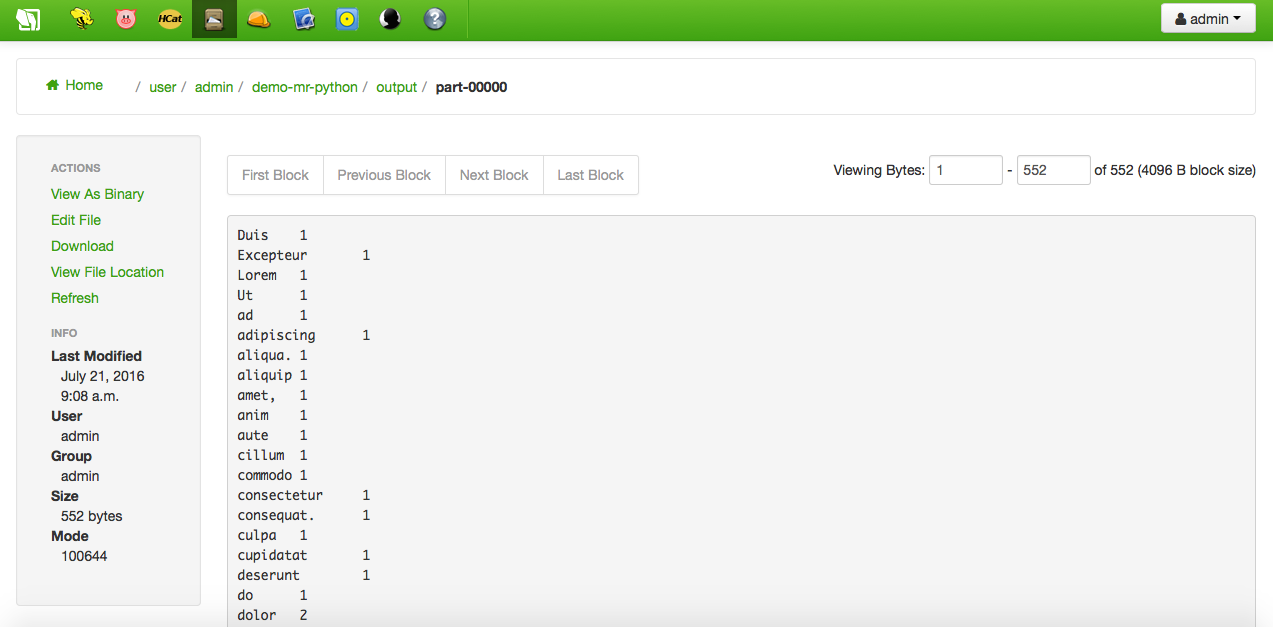 HCat
admin
Home / user / admin / demo-mr-python / output / part-00000
ACTIONS
View As Binary
Edit File
Download
View File Location
Refresh
INFO
Last Modified
July 21, 2016
9:08 a.m.
User
admin
Group
admin
Size
552 bytes
Mode
100644
First Block Previous Block Next Block Last Block
Viewing Bytes: 1 - 552 of 552 (4096 B block size)
Duis 1
Excepteur 1
Lorem 1
Ut 1
ad 1
adipiscing 1
aliqua. 1
aliquip 1
amet, 1
anim 1
aute 1
cillum 1
commodo 1
consectetur 1
consequat. 1
culpa 1
cupidatat 1
deserunt 1
do 1
dolor 2